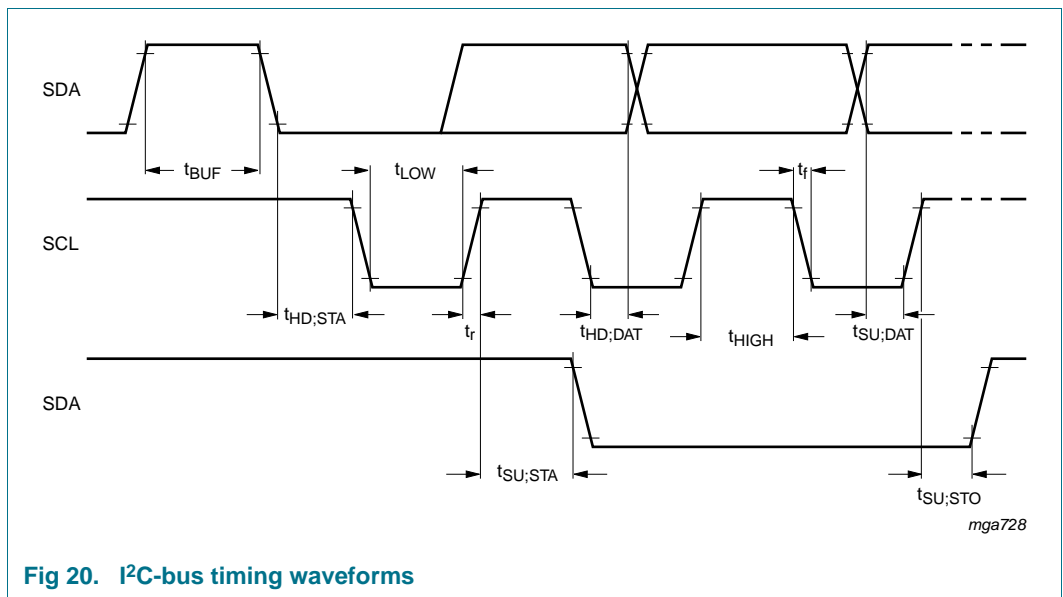 SDA
tBUF
tLOW
tf
SCL
tHD;STA
tr
tHD;DAT
tHIGH
tSU;DAT
SDA
tSU;STA
tSU;STO
mga728
Fig 20. I2C-bus timing waveforms